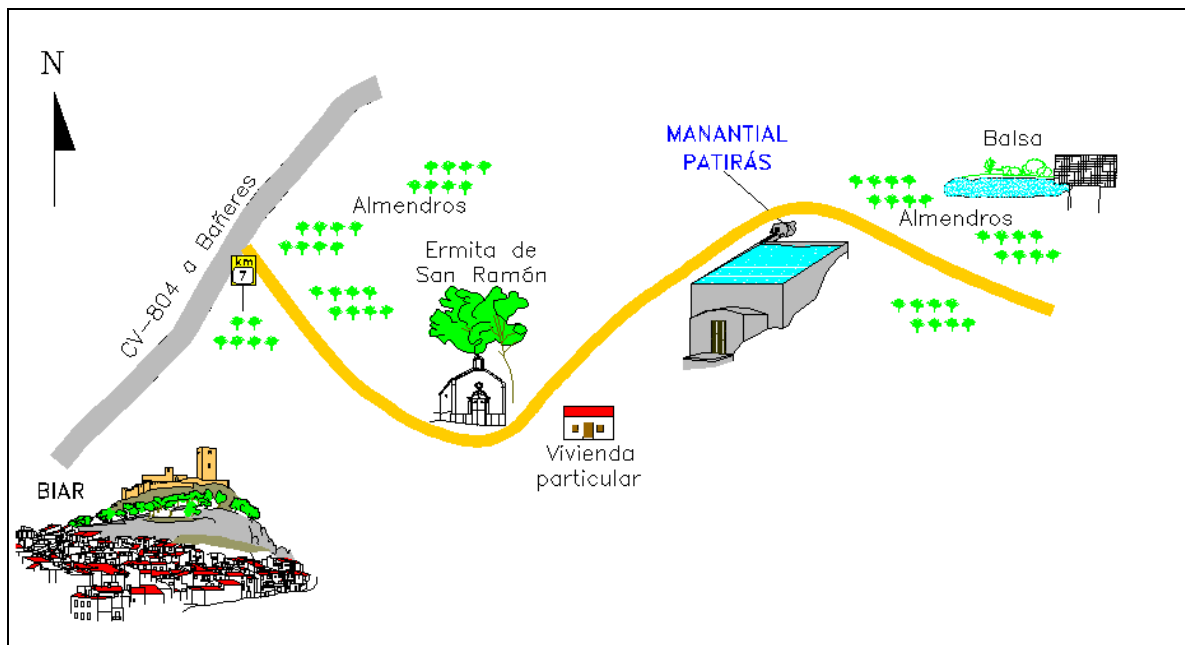 N
CV-804 a Bañeres
km
7
Almendros
Ermita de
San Ramón
Vivienda
particular
MANANTIAL
PATIRÁS
Balsa
Almendros
BIAR